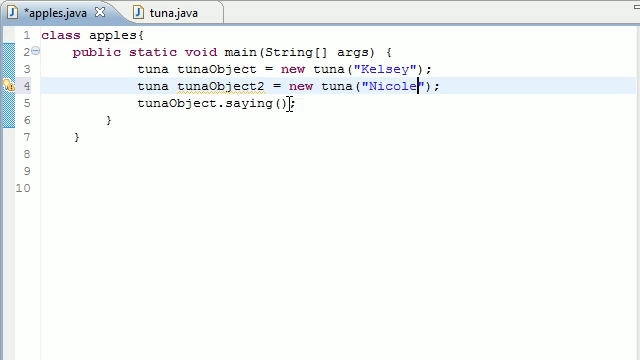 *apples.java tuna.java
1 class apples{
2 public static void main(String[] args) {
3 tuna tunaObject = new tuna("Kelsey");
4 tuna tunaObject2 = new tuna("Nicole");
5 tunaObject.saying();
6 }
7 }
8
9
10